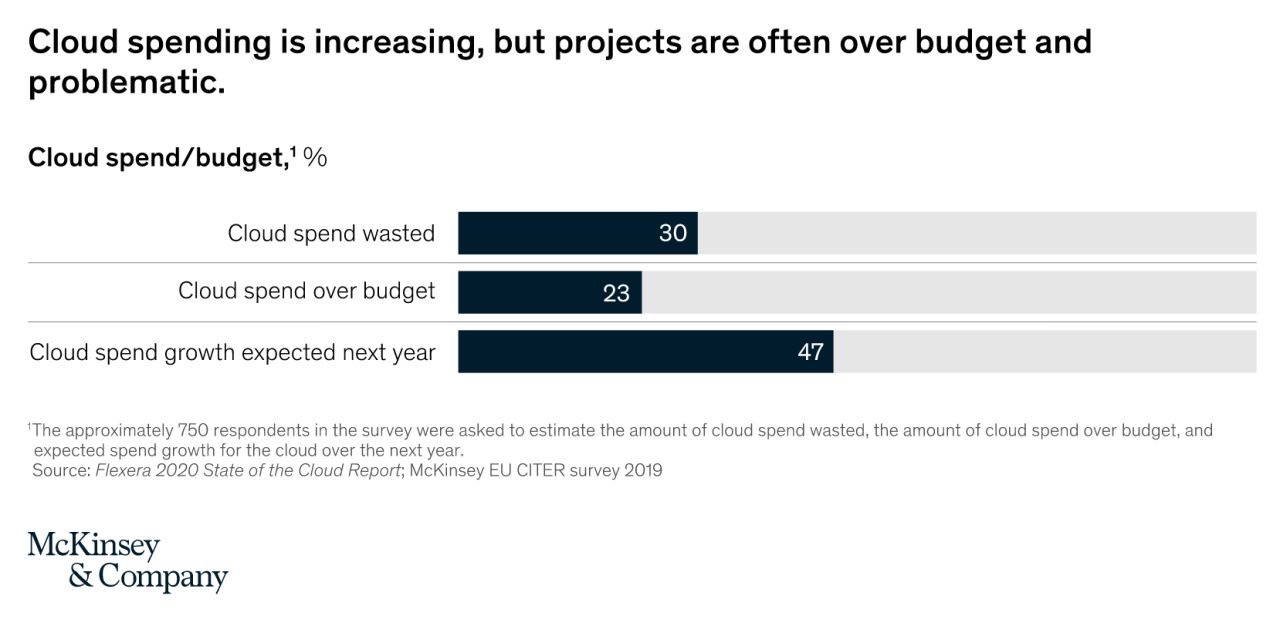 Cloud spending is increasing, but projects are often over budget and
problematic.
Cloud spend/budget,¹ %
Cloud spend wasted 30
Cloud spend over budget 23
Cloud spend growth expected next year 47
¹The approximately 750 respondents in the survey were asked to estimate the amount of cloud spend wasted, the amount of cloud spend over budget, and
expected spend growth for the cloud over the next year.
Source: Flexera 2020 State of the Cloud Report; McKinsey EU CITER survey 2019
McKinsey
& Company